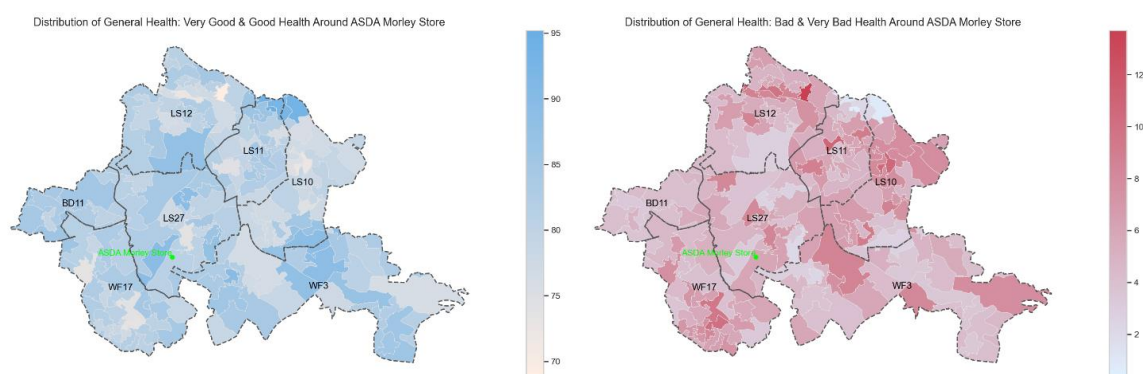 Distribution of General Health: Very Good & Good Health Around ASDA Morley Store
95
90
85
80
75
70
LS12
LS11
LS10
BD11
LS27
ASDA Morley Store
WF17
WF3
Distribution of General Health: Bad & Very Bad Health Around ASDA Morley Store
12
10
8
6
4
2
LS12
LS11
LS10
BD11
LS27
ASDA Morley Store
WF17
WF3